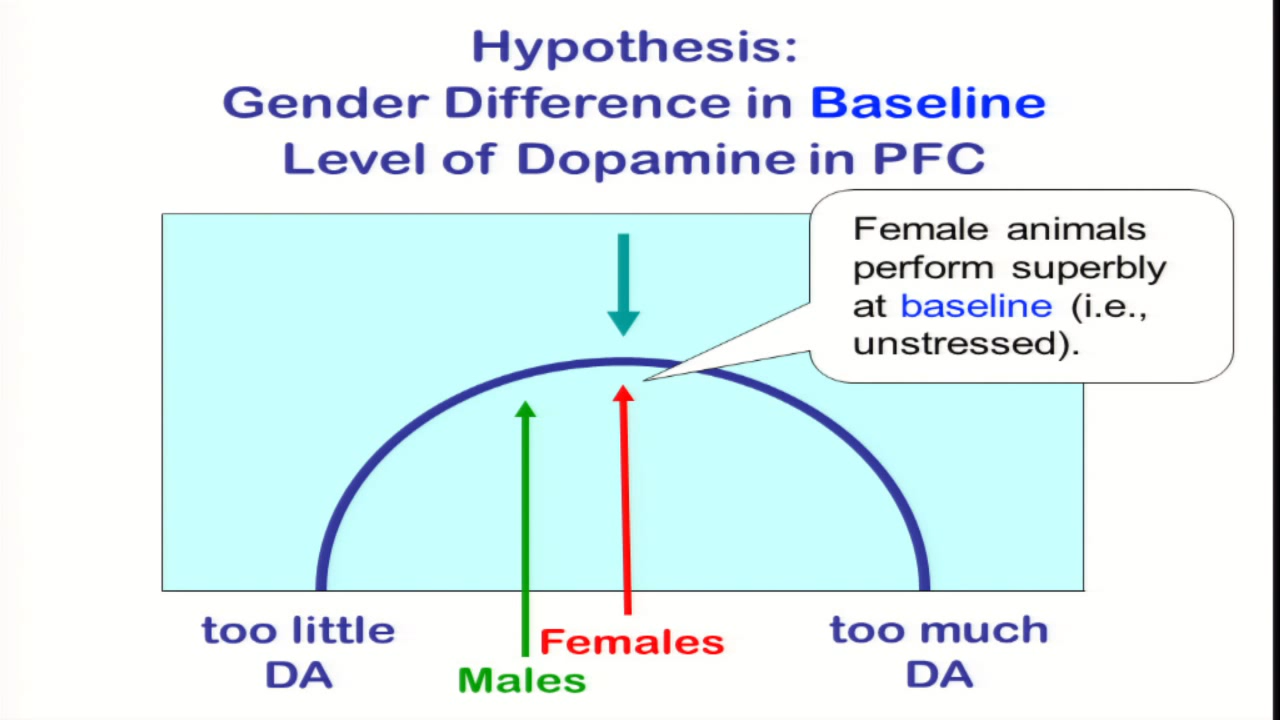 Hypothesis:
Gender Difference in Baseline
Level of Dopamine in PFC
Female animals
perform superbly
at baseline (i.e.,
unstressed).
too little
DA
Females
Males
too much
DA